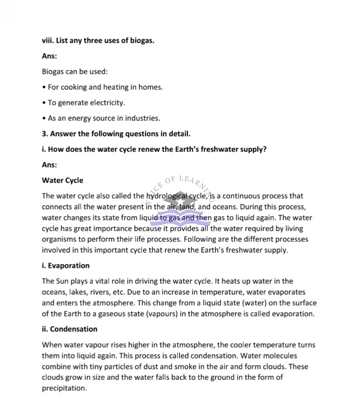 viii. List any three uses of biogas.
Ans:
Biogas can be used:
• For cooking and heating in homes.
• To generate electricity.
• As an energy source in industries.
3. Answer the following questions in detail.
i. How does the water cycle renew the Earth's freshwater supply?
Ans:
Water Cycle
The water cycle also called the hydrological cycle, is a continuous process that
connects all the water present in the air, land, and oceans. During this process,
water changes its state from liquid to gas and then gas to liquid again. The water
cycle has great importance because it provides all the water required by living
organisms to perform their life processes. Following are the different processes
involved in this important cycle that renew the Earth's freshwater supply.
i. Evaporation
The Sun plays a vital role in driving the water cycle. It heats up water in the
oceans, lakes, rivers, etc. Due to an increase in temperature, water evaporates
and enters the atmosphere. This change from a liquid state (water) on the surface
of the Earth to a gaseous state (vapours) in the atmosphere is called evaporation.
ii. Condensation
When water vapour rises higher in the atmosphere, the cooler temperature turns
them into liquid again. This process is called condensation. Water molecules
combine with tiny particles of dust and smoke in the air and form clouds. These
clouds grow in size and the water falls back to the ground in the form of
precipitation.
OF LEARNI